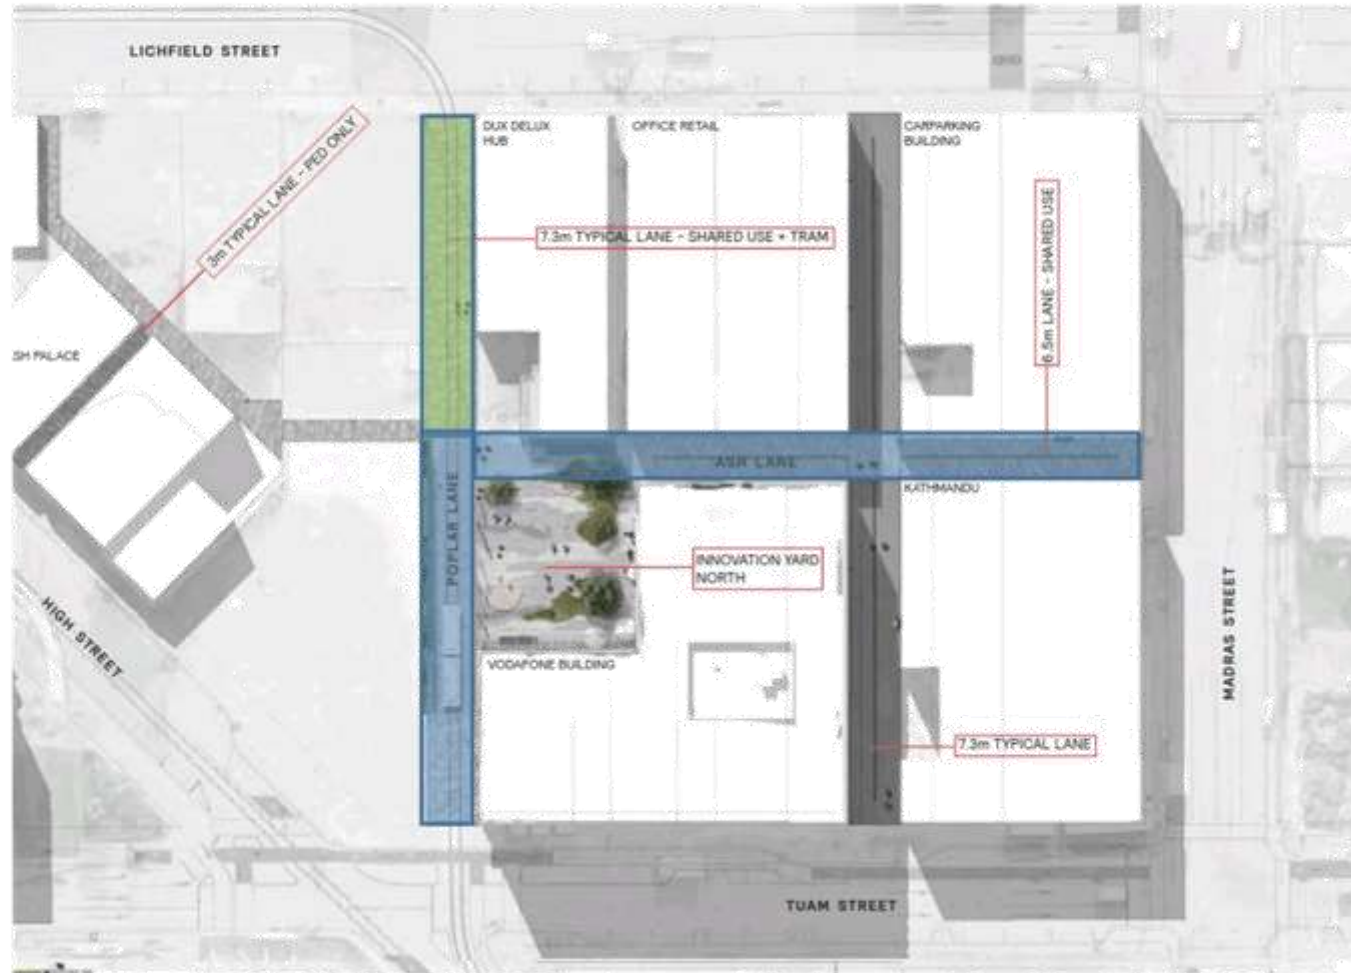 LICHFIELD STREET
3m TYPICAL LANE - PED ONLY
DUX DELUX
HUB
OFFICE RETAIL
CARPARKING
BUILDING
7.3m TYPICAL LANE - SHARED USE + TRAM
6.5m LANE - SHARED USE
SH PALACE
ASH LANE
KATHMANDU
POPLAR LANE
INNOVATION YARD
NORTH
HIGH STREET
VODAFONE BUILDING
MADRAS STREET
7.3m TYPICAL LANE
TUAM STREET